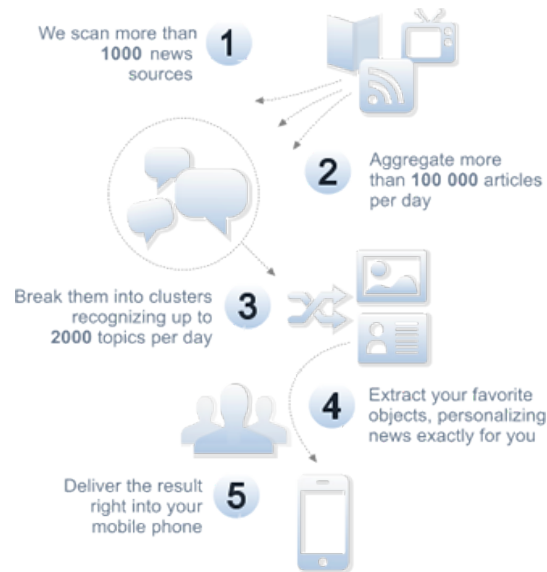 We scan more than
1000 news
sources
1
2
Aggregate more
than 100 000 articles
per day
Break them into clusters
recognizing up to
2000 topics per day
3
4
Extract your favorite
objects, personalizing
news exactly for you
Deliver the result
right into your
mobile phone
5